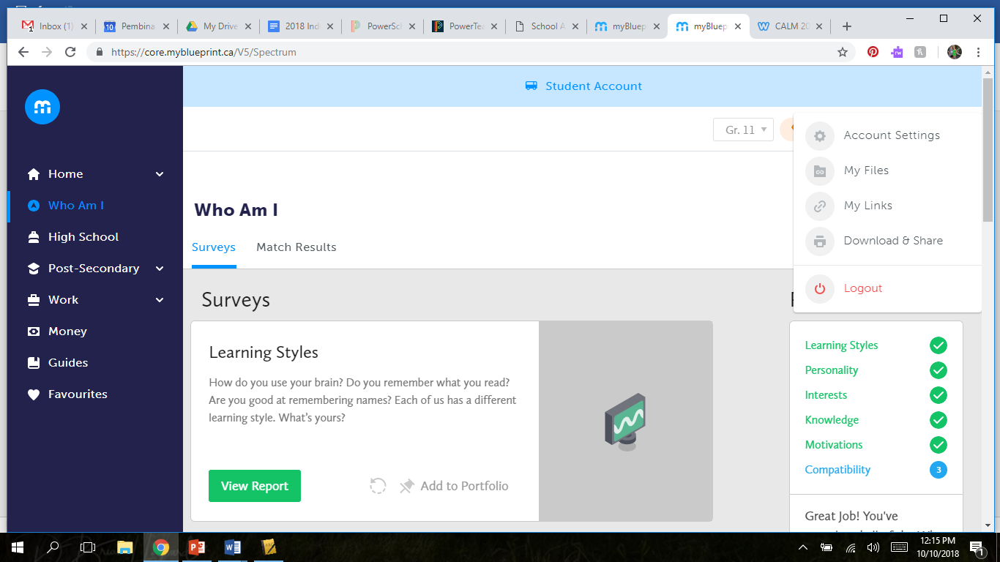 Inbox (1)
Pembina
My Drive
2018 Ind
PowerSch
PowerTea
School A
myBluep
myBluep
CALM 20
https://core.myblueprint.ca/V5/Spectrum
Student Account
Gr. 11
Account Settings
My Files
My Links
Download & Share
Logout
Home
Who Am I
High School
Post-Secondary
Work
Money
Guides
Favourites
Who Am I
Surveys Match Results
Surveys
Learning Styles
How do you use your brain? Do you remember what you read?
Are you good at remembering names? Each of us has a different
learning style. What's yours?
View Report
Add to Portfolio
Learning Styles
Personality
Interests
Knowledge
Motivations
Compatibility 3
Great Job! You've
12:15 PM
10/10/2018
1